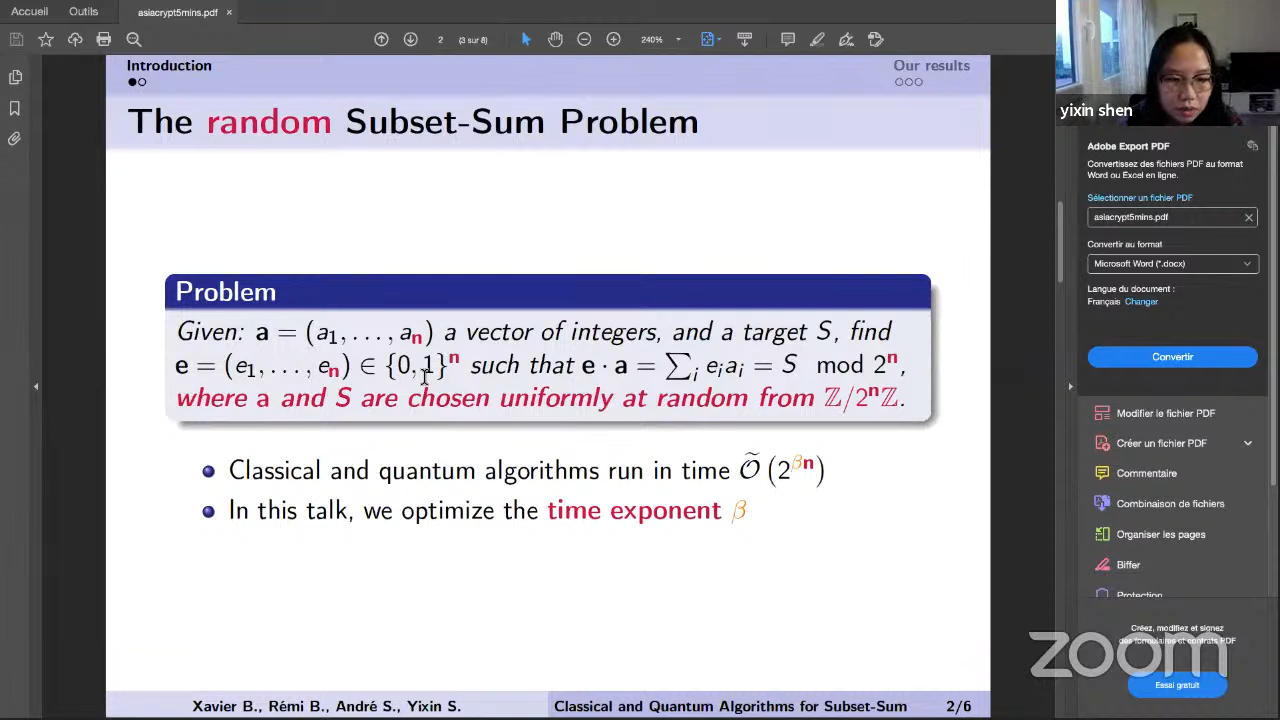 Accueil Outils asiacrypt5mins.pdf ×
2 (3 sur 8) 240%
Introduction Our results
The random Subset-Sum Problem
Problem
Given: a = (a₁, . . . , aₙ) a vector of integers, and a target S, find
e = (e₁, . . . , eₙ) ∈ {0, 1}ⁿ such that e · a = ∑ᵢ eᵢaᵢ = S mod 2ⁿ,
where a and S are chosen uniformly at random from ℤ/2ⁿℤ.
Classical and quantum algorithms run in time Õ(2^βn)
In this talk, we optimize the time exponent β
Xavier B., Rémi B., André S., Yixin S. Classical and Quantum Algorithms for Subset-Sum 2/6
yixin shen
Adobe Export PDF
Convertissez des fichiers PDF au format
Word ou Excel en ligne.
Sélectionner un fichier PDF
asiacrypt5mins.pdf ×
Convertir au format
Microsoft Word (*.docx)
Langue du document :
Français Changer
Convertir
Modifier le fichier PDF
Créer un fichier PDF
Commentaire
Combinaison de fichiers
Organiser les pages
Biffer
Protection
Créez, modifiez et signez
des formulaires et contrats PDF
zoom
Essai gratuit